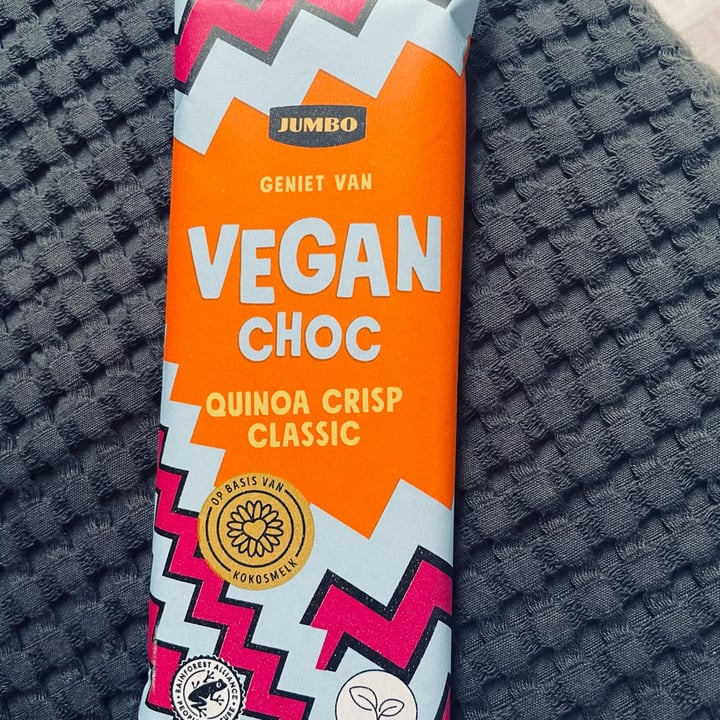 JUMBO
GENIET VAN
VEGAN
CHOC
QUINOA CRISP
CLASSIC
OP BASIS VAN
KOKOSMELK
RAINFOREST ALLIANCE